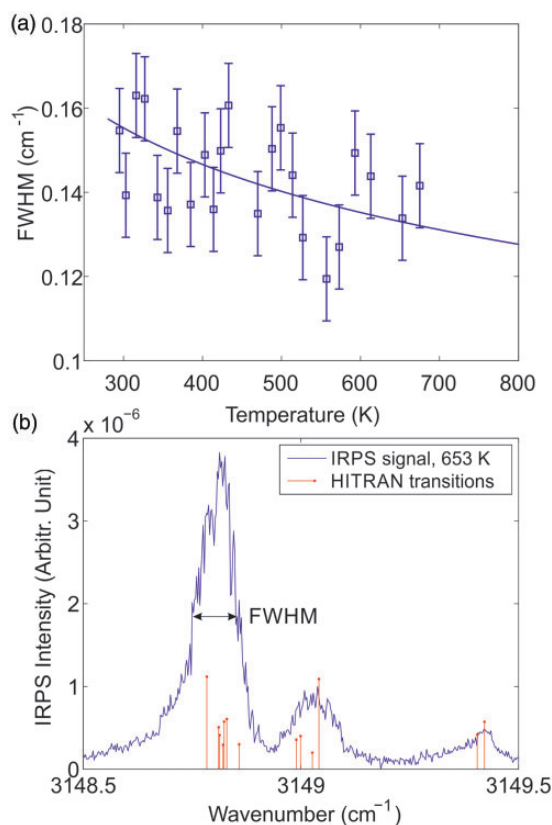 (a)
0.18
0.16
0.14
0.12
0.1
FWHM (cm⁻¹)
300 400 500 600 700 800
Temperature (K)
(b)
× 10⁻⁶
4
3
2
1
0
IRPS Intensity (Arbitr. Unit)
IRPS signal, 653 K
HITRAN transitions
FWHM
3148.5 3149 3149.5
Wavenumber (cm⁻¹)